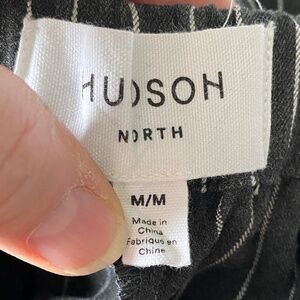 HUDSON
NORTH
M/M
Made in
China
Fabriqué en
Chine